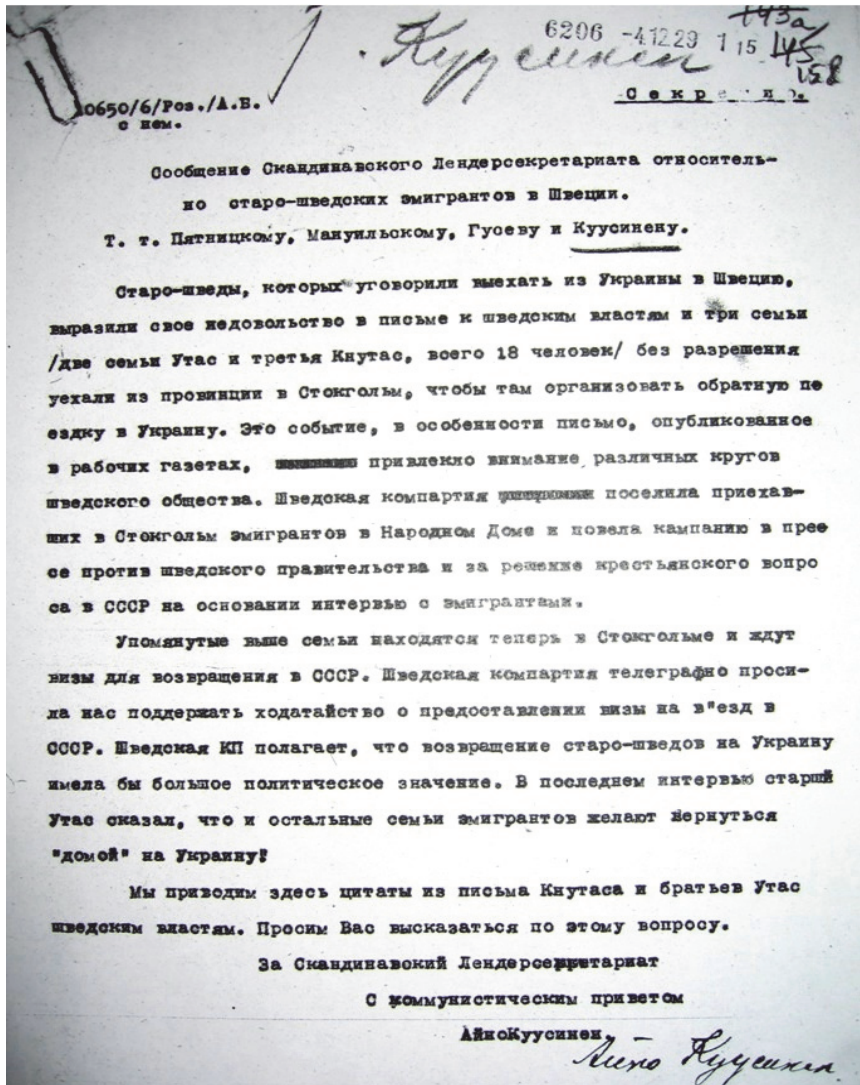 6206 -4.12.29 1 15
143а
145
158
Куусинен
0650/6/Роз./А.Б.
с нем.
Секретно.
Сообщение Скандинавского Лендерсекретариата относитель-
но старо-шведских эмигрантов в Швеции.
Т. т. Пятницкому, Мануильскому, Гусеву и Куусинену.
Старо-шведы, которых уговорили выехать из Украины в Швецию,
выразили свое недовольство в письме к шведским властям и три семьи
/две семьи Утас и третья Кнутас, всего 18 человек/ без разрешения
уехали из провинции в Стокгольм, чтобы там организовать обратную по
ездку в Украину. Это событие, в особенности письмо, опубликованное
в рабочих газетах, привлекло внимание различных кругов
шведского общества. Шведская компартия поселила приехав-
ших в Стокгольм эмигрантов в Народном Доме и повела кампанию в прес
се против шведского правительства и за решение крестьянского вопро
са в СССР на основании интервью с эмигрантами.
Упомянутые выше семьи находятся теперь в Стокгольме и ждут
визы для возвращения в СССР. Шведская компартия телеграфно проси-
ла нас поддержать ходатайство о предоставлении визы на в"езд в
СССР. Шведская КП полагает, что возвращение старо-шведов на Украину
имела бы большое политическое значение. В последнем интервью старший
Утас сказал, что и остальные семьи эмигрантов желают вернуться
"домой" на Украину!
Мы приводим здесь цитаты из письма Кнутаса и братьев Утас
шведским властям. Просим Вас высказаться по этому вопросу.
За Скандинавский Лендерсекретариат
С коммунистическим приветом
АйноКуусинен.
Айно Куусинен